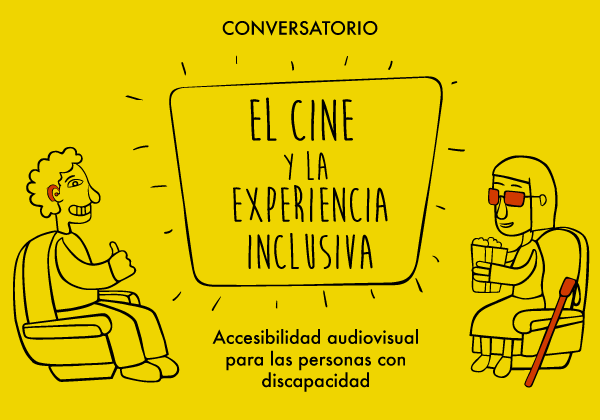 CONVERSATORIO
EL CINE
Y LA
EXPERIENCIA
INCLUSIVA
Accesibilidad audiovisual
para las personas con
discapacidad